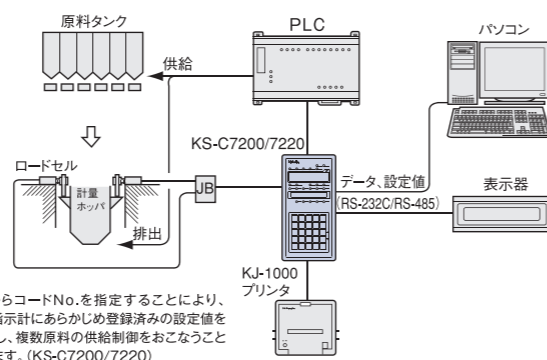 原料タンク
PLC
パソコン
供給
KS-C7200/7220
ロードセル
計量
ホッパ
JB
データ、設定値
(RS-232C/RS-485)
表示器
排出
KJ-1000
プリンタ
らコードNo.を指定することにより、
指示計にあらかじめ登録済みの設定値を
し、複数原料の供給制御をおこなうこと
ます。(KS-C7200/7220)